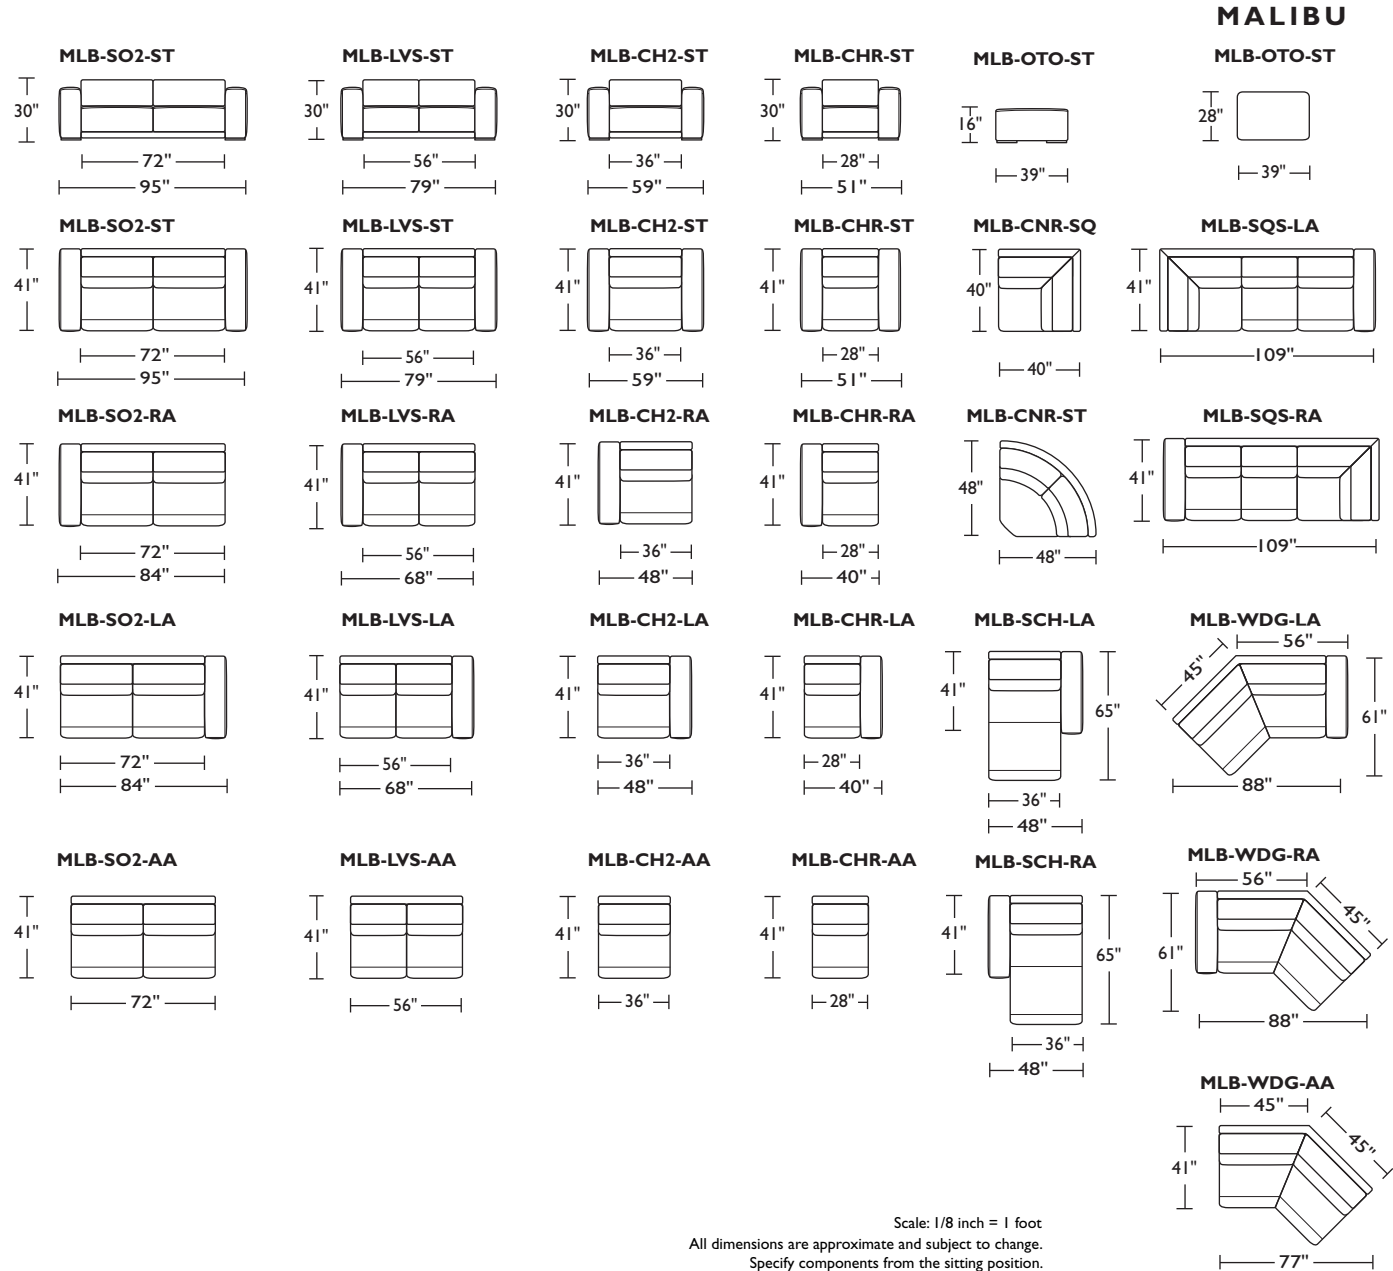 MALIBU
MLB-SO2-ST MLB-LVS-ST MLB-CH2-ST MLB-CHR-ST MLB-OTO-ST MLB-OTO-ST
30" 30" 30" 30" 16" 28"
72" 56" 36" 28" 39" 39"
95" 79" 59" 51"
MLB-SO2-ST MLB-LVS-ST MLB-CH2-ST MLB-CHR-ST MLB-CNR-SQ MLB-SQS-LA
41" 41" 41" 41" 40" 41"
72" 56" 36" 28" 40" 109"
95" 79" 59" 51"
MLB-SO2-RA MLB-LVS-RA MLB-CH2-RA MLB-CHR-RA MLB-CNR-ST MLB-SQS-RA
41" 41" 41" 41" 48" 41"
72" 56" 36" 28" 48" 109"
84" 68" 48" 40"
MLB-SO2-LA MLB-LVS-LA MLB-CH2-LA MLB-CHR-LA MLB-SCH-LA MLB-WDG-LA
56"
45"
41" 41" 41" 41" 41" 65" 61"
72" 56" 36" 28" 36" 88"
84" 68" 48" 40" 48"
MLB-SO2-AA MLB-LVS-AA MLB-CH2-AA MLB-CHR-AA MLB-SCH-RA MLB-WDG-RA
56"
45"
41" 41" 41" 41" 41" 65" 61"
72" 56" 36" 28" 36" 88"
48"
MLB-WDG-AA
45"
45"
41"
77"
Scale: 1/8 inch = 1 foot
All dimensions are approximate and subject to change.
Specify components from the sitting position.